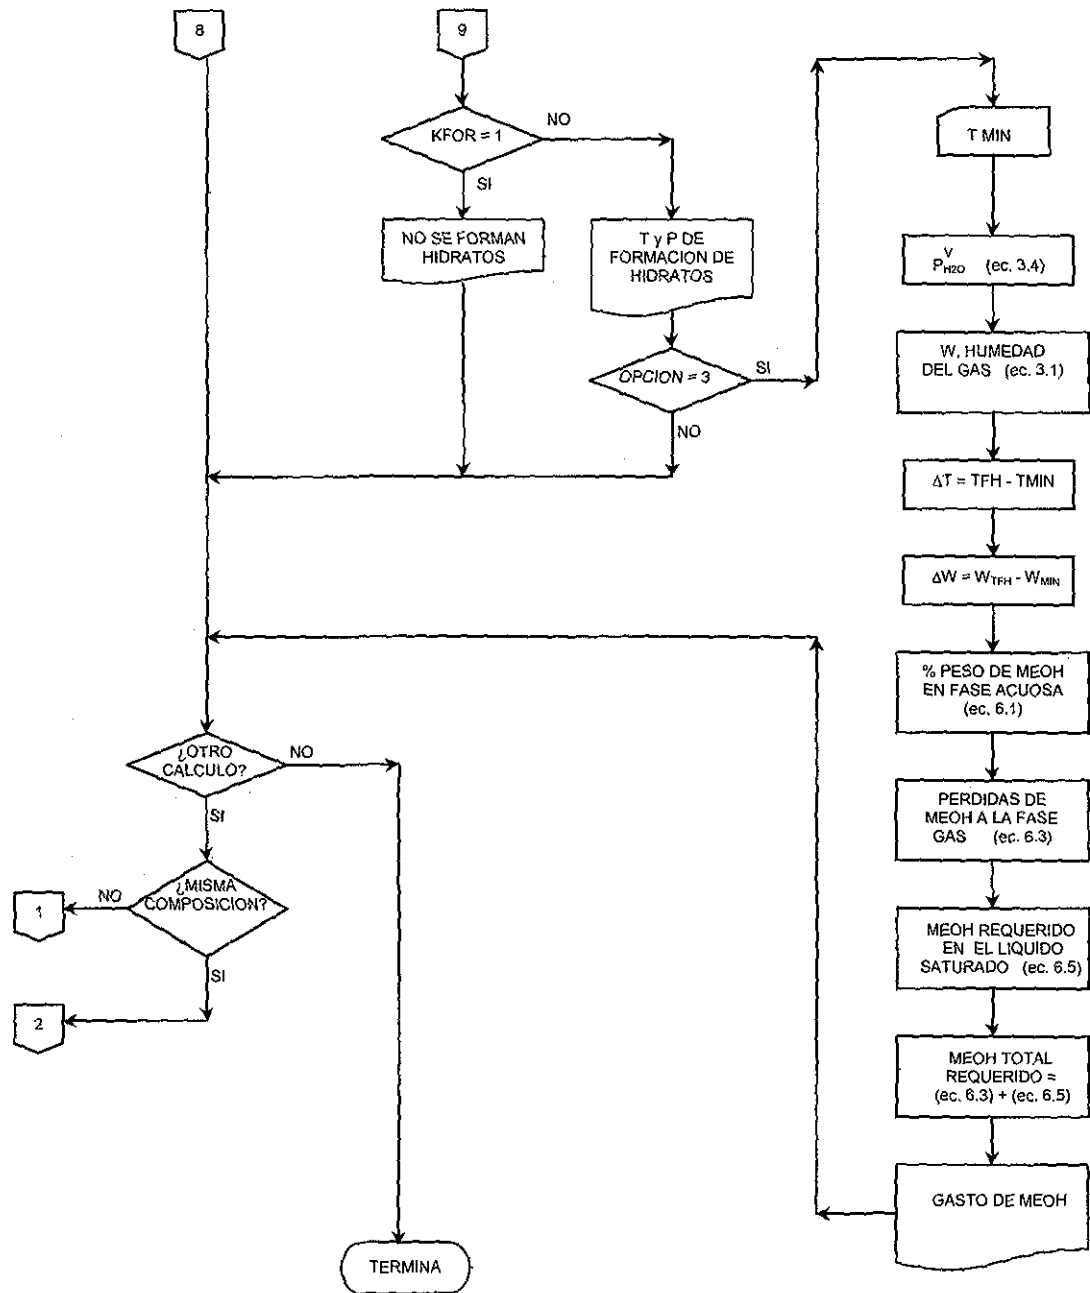 8
9
KFOR = 1
NO
SI
NO SE FORMAN
HIDRATOS
T y P DE
FORMACION DE
HIDRATOS
OPCION = 3
SI
NO
T MIN
V
P_H2O (ec. 3.4)
W, HUMEDAD
DEL GAS (ec. 3.1)
ΔT = TFH - TMIN
ΔW = W_TFH - W_MIN
% PESO DE MEOH
EN FASE ACUOSA
(ec. 6.1)
PERDIDAS DE
MEOH A LA FASE
GAS (ec. 6.3)
MEOH REQUERIDO
EN EL LIQUIDO
SATURADO (ec. 6.5)
MEOH TOTAL
REQUERIDO =
(ec. 6.3) + (ec. 6.5)
GASTO DE MEOH
¿OTRO
CALCULO?
NO
SI
¿MISMA
COMPOSICION?
NO
1
SI
2
TERMINA